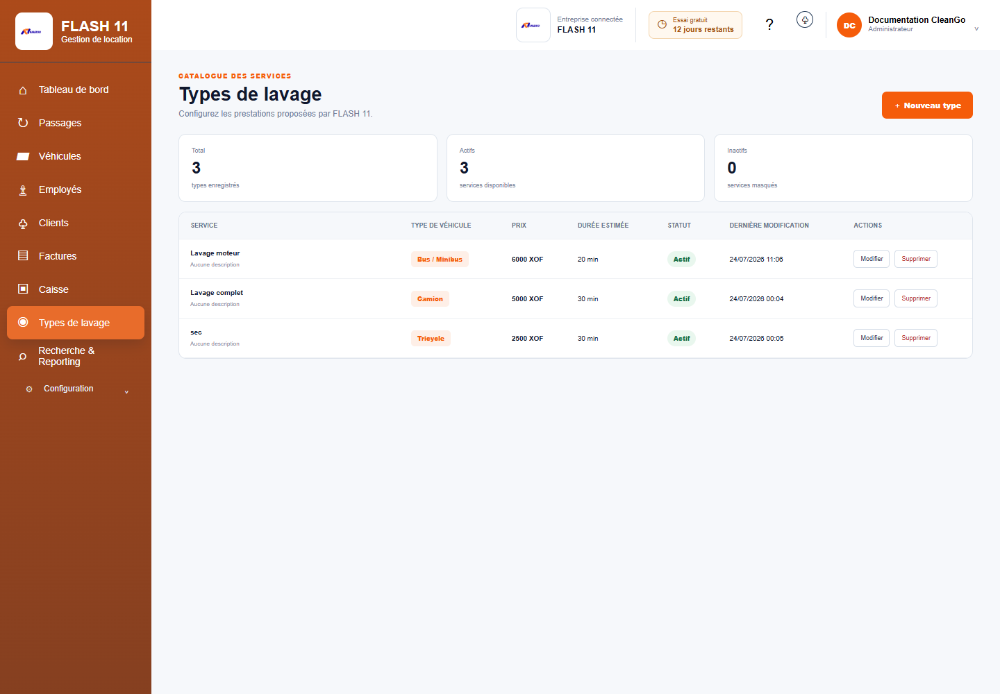 FLASH 11
Gestion de location
Tableau de bord
Passages
Véhicules
Employés
Clients
Factures
Caisse
Types de lavage
Recherche &
Reporting
Configuration
Entreprise connectée
FLASH 11
Essai gratuit
12 jours restants
?
DC
Documentation CleanGo
Administrateur
CATALOGUE DES SERVICES
Types de lavage
Configurez les prestations proposées par FLASH 11.
+ Nouveau type
Total
3
types enregistrés
Actifs
3
services disponibles
Inactifs
0
services masqués
SERVICE TYPE DE VÉHICULE PRIX DURÉE ESTIMÉE STATUT DERNIÈRE MODIFICATION ACTIONS
Lavage moteur
Aucune description
Bus / Minibus 6000 XOF 20 min Actif 24/07/2026 11:06 Modifier Supprimer
Lavage complet
Aucune description
Camion 5000 XOF 30 min Actif 24/07/2026 00:04 Modifier Supprimer
sec
Aucune description
Tricycle 2500 XOF 30 min Actif 24/07/2026 00:05 Modifier Supprimer